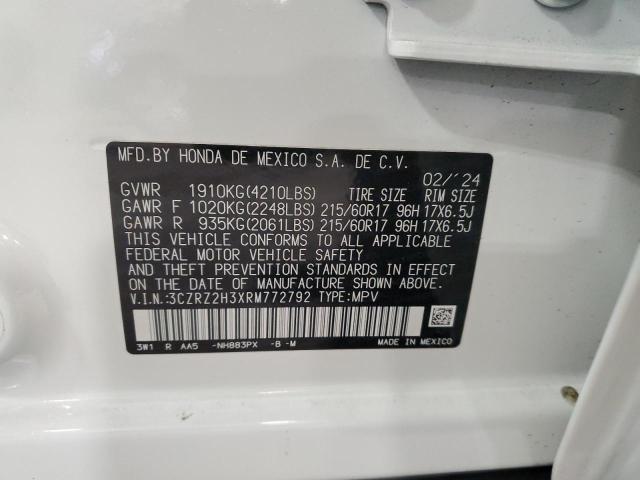 MFD.BY HONDA DE MEXICO S.A. DE C.V.
02/'24
GVWR 1910KG(4210LBS) TIRE SIZE RIM SIZE
GAWR F 1020KG(2248LBS) 215/60R17 96H 17X6.5J
GAWR R 935KG(2061LBS) 215/60R17 96H 17X6.5J
THIS VEHICLE CONFORMS TO ALL APPLICABLE
FEDERAL MOTOR VEHICLE SAFETY
AND THEFT PREVENTION STANDARDS IN EFFECT
ON THE DATE OF MANUFACTURE SHOWN ABOVE.
V.I.N.:3CZRZ2H3XRM772792 TYPE:MPV
3W1 R AA5 -NH883PX -B -M MADE IN MEXICO